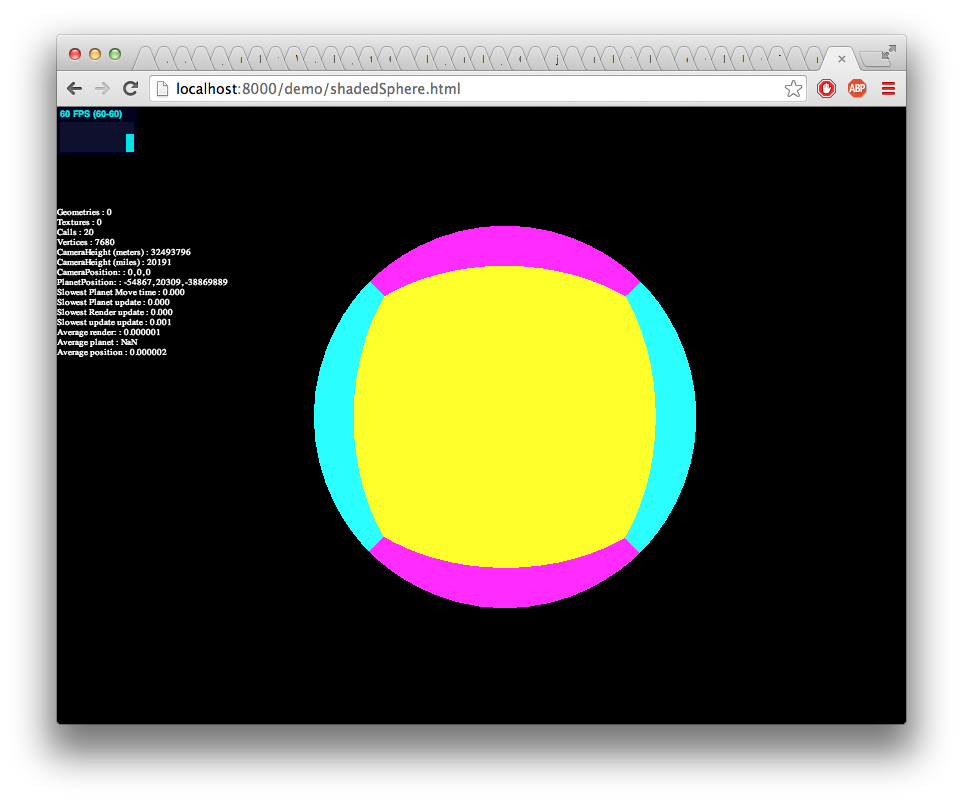 localhost:8000/demo/shadedSphere.html
ABP
60 FPS (60-60)
Geometries : 0
Textures : 0
Calls : 20
Vertices : 7680
CameraHeight (meters) : 32493796
CameraHeight (miles) : 20191
CameraPosition: : 0,0,0
PlanetPosition: : -54867,20309,-38869889
Slowest Planet Move time : 0.000
Slowest Planet update : 0.000
Slowest Render update : 0.000
Slowest update update : 0.001
Average render: : 0.000001
Average planet : NaN
Average position : 0.000002